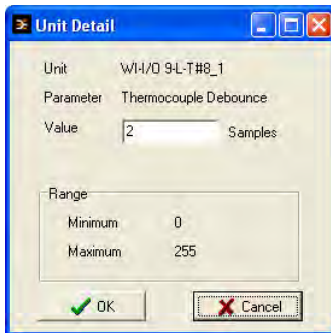 Unit Detail
Unit WI-I/O 9-L-T#8_1
Parameter Thermocouple Debounce
Value 2 Samples
Range
Minimum 0
Maximum 255
OK Cancel